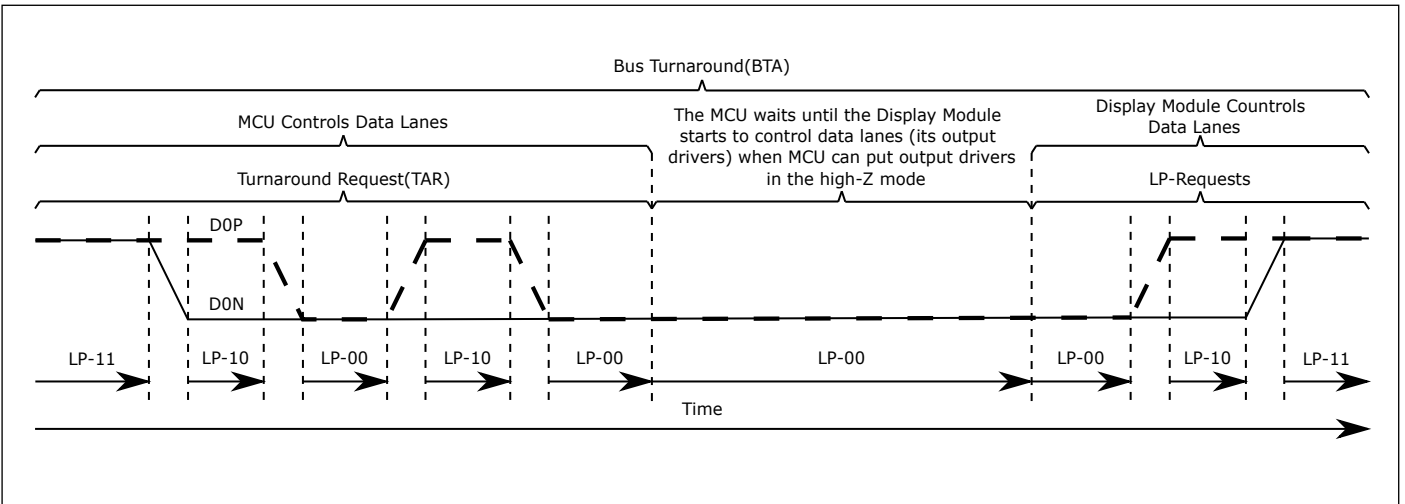 Bus Turnaround(BTA)
MCU Controls Data Lanes
The MCU waits until the Display Module
starts to control data lanes (its output
drivers) when MCU can put output drivers
in the high-Z mode
Display Module Countrols
Data Lanes
Turnaround Request(TAR)
LP-Requests
D0P
D0N
LP-11
LP-10
LP-00
LP-10
LP-00
LP-00
LP-00
LP-10
LP-11
Time